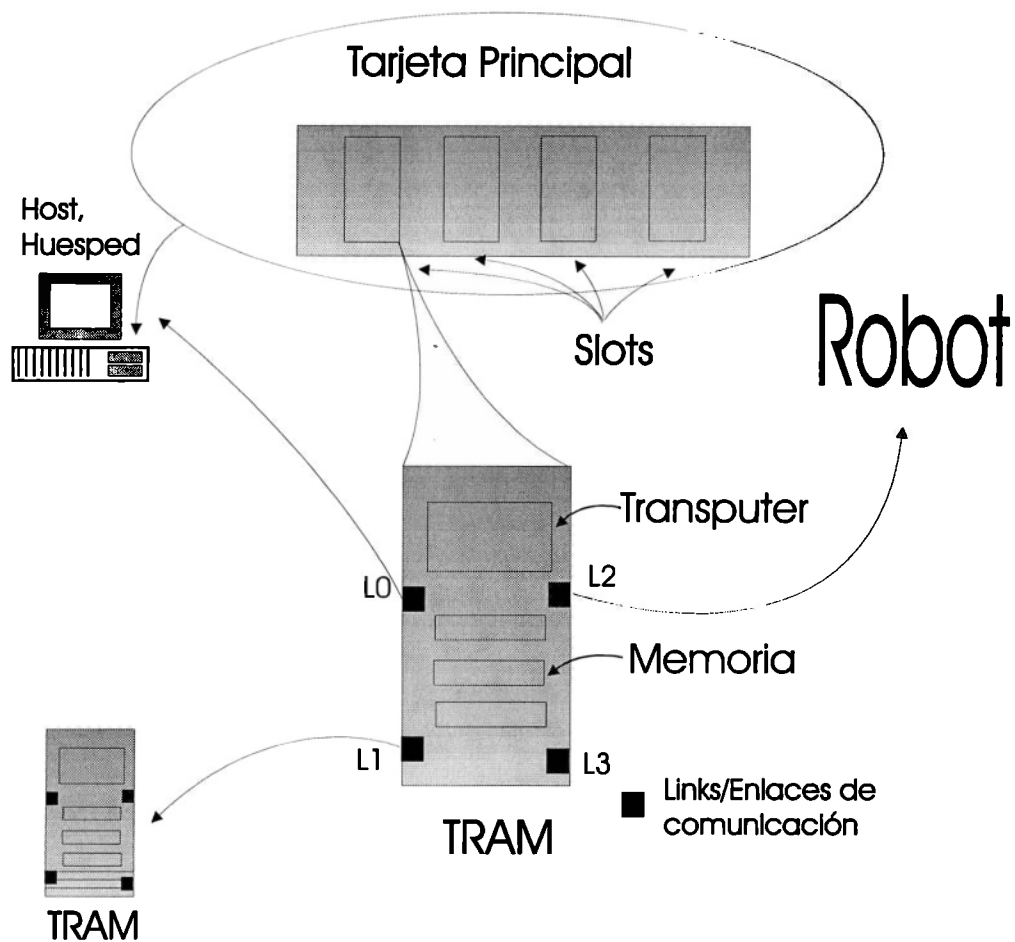 Tarjeta Principal
Host,
Huesped
Slots
Robot
Transputer
L0
L2
Memoria
L1
L3
Links/Enlaces de
comunicación
TRAM
TRAM